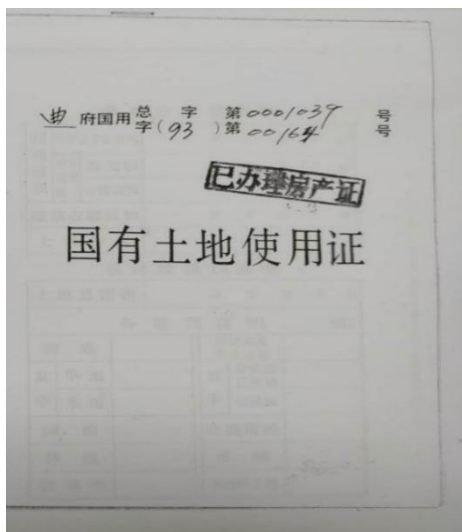 曲 府国用 总 字 第0001039 号
字(93 )第00164 号
已办理房产证
国有土地使用证